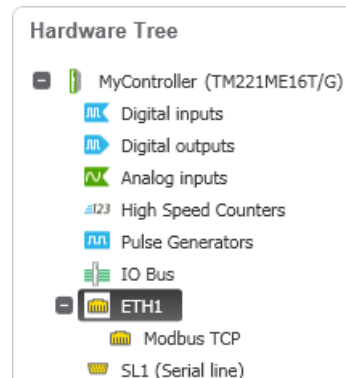 Hardware Tree
MyController (TM221ME16T/G)
Digital inputs
Digital outputs
Analog inputs
123 High Speed Counters
Pulse Generators
IO Bus
ETH1
Modbus TCP
SL1 (Serial line)